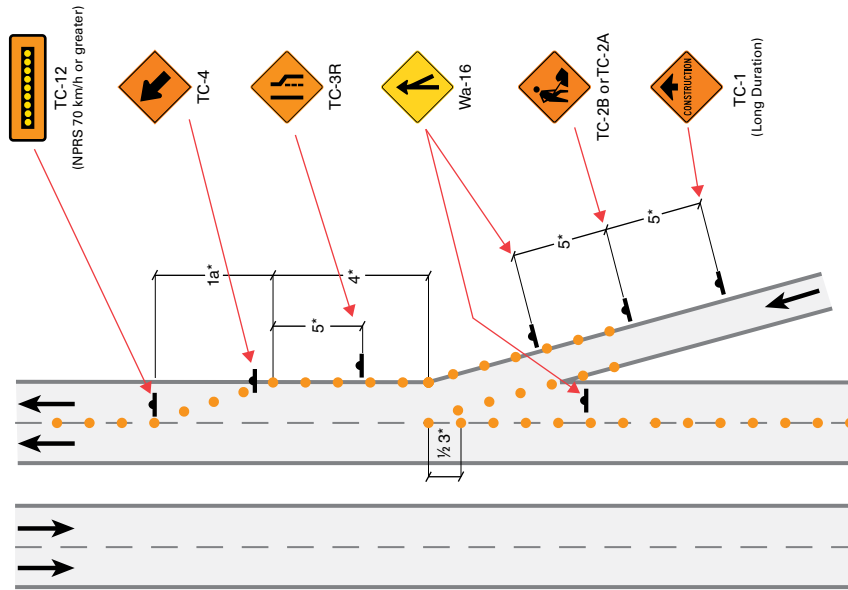 TC-12
(NPRS 70 km/h or greater)
TC-4
TC-3R
Wa-16
TC-2B or TC-2A
CONSTRUCTION
TC-1
(Long Duration)
1a*
4*
5*
5*
5*
½ 3*